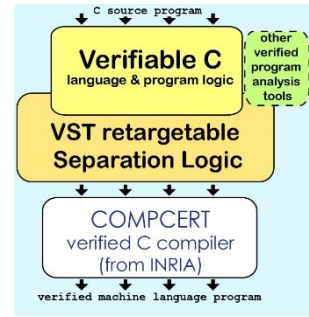 C source program
Verifiable C
language & program logic
other
verified
program
analysis
tools
VST retargetable
Separation Logic
COMPCERT
verified C compiler
(from INRIA)
verified machine language program